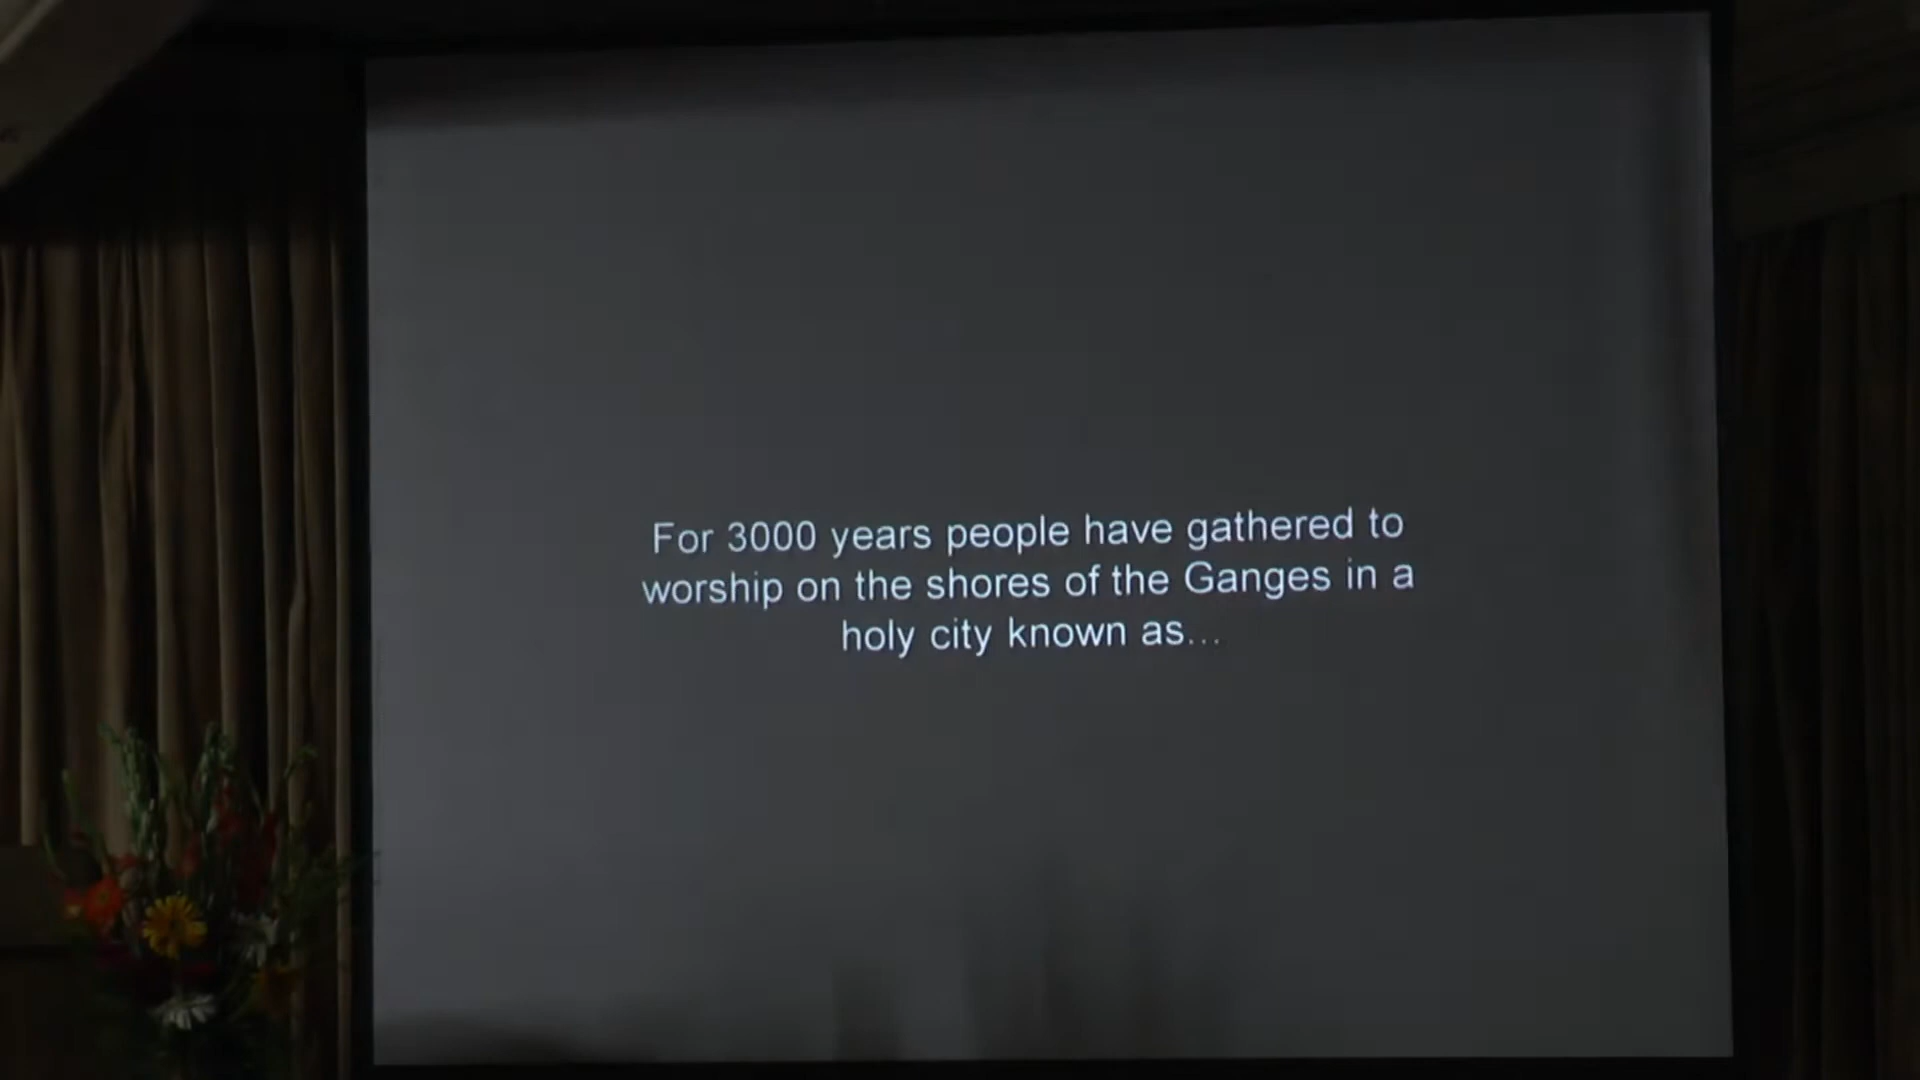 For 3000 years people have gathered to
worship on the shores of the Ganges in a
holy city known as...